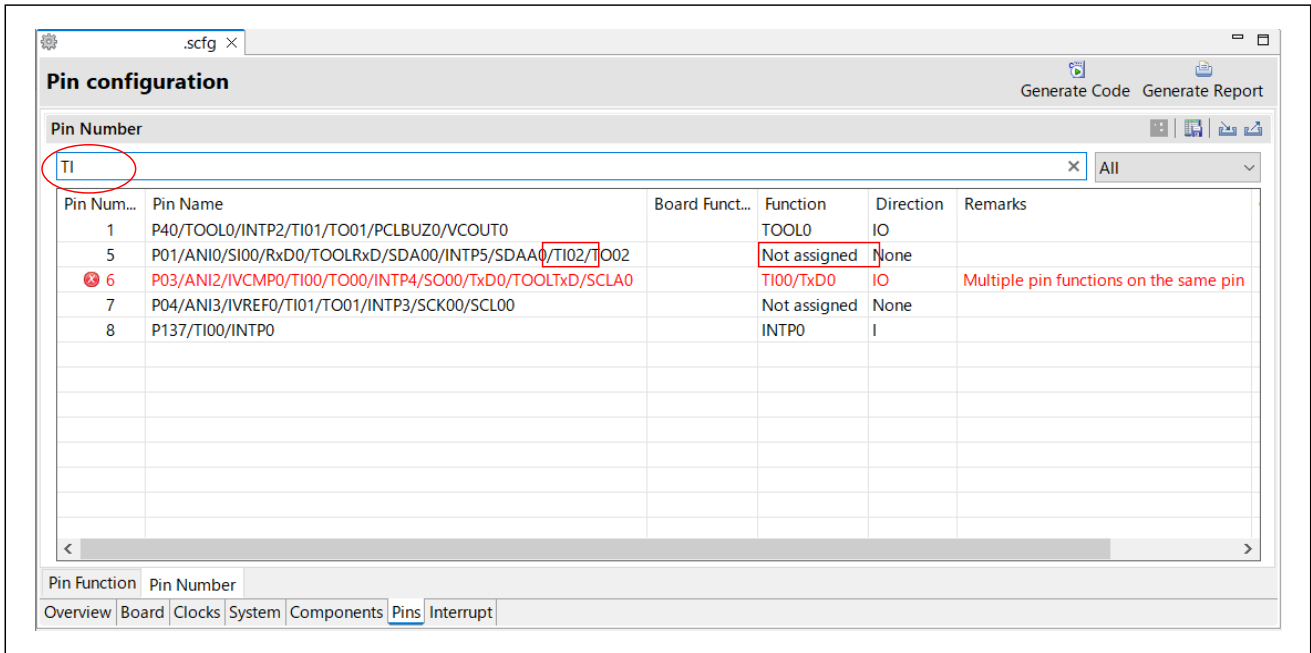 .scfg
Pin configuration
Generate Code Generate Report
Pin Number
TI
All
Pin Num... Pin Name Board Funct... Function Direction Remarks
1 P40/TOOL0/INTP2/TI01/TO01/PCLBUZ0/VCOUT0 TOOL0 IO
5 P01/ANI0/SI00/RxD0/TOOLRxD/SDA00/INTP5/SDAA0/TI02/TO02 Not assigned None
6 P03/ANI2/IVCMP0/TI00/TO00/INTP4/SO00/TxD0/TOOLTxD/SCLA0 TI00/TxD0 IO Multiple pin functions on the same pin
7 P04/ANI3/IVREF0/TI01/TO01/INTP3/SCK00/SCL00 Not assigned None
8 P137/TI00/INTP0 INTP0 I
Pin Function Pin Number
Overview Board Clocks System Components Pins Interrupt